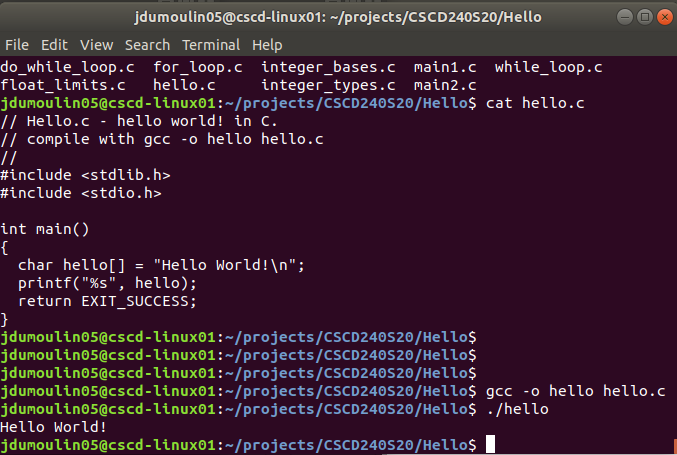 jdumoulin05@cscd-linux01: ~/projects/CSCD240S20/Hello
File Edit View Search Terminal Help
do_while_loop.c  for_loop.c  integer_bases.c  main1.c  while_loop.c
float_limits.c   hello.c     integer_types.c  main2.c
jdumoulin05@cscd-linux01:~/projects/CSCD240S20/Hello$ cat hello.c
// Hello.c - hello world! in C.
// compile with gcc -o hello hello.c
//
#include <stdlib.h>
#include <stdio.h>

int main()
{
  char hello[] = "Hello World!\n";
  printf("%s", hello);
  return EXIT_SUCCESS;
}
jdumoulin05@cscd-linux01:~/projects/CSCD240S20/Hello$
jdumoulin05@cscd-linux01:~/projects/CSCD240S20/Hello$
jdumoulin05@cscd-linux01:~/projects/CSCD240S20/Hello$
jdumoulin05@cscd-linux01:~/projects/CSCD240S20/Hello$ gcc -o hello hello.c
jdumoulin05@cscd-linux01:~/projects/CSCD240S20/Hello$ ./hello
Hello World!
jdumoulin05@cscd-linux01:~/projects/CSCD240S20/Hello$